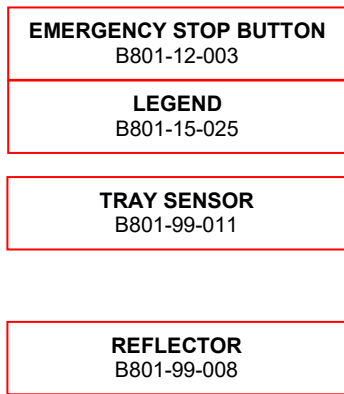 EMERGENCY STOP BUTTON
B801-12-003
LEGEND
B801-15-025
TRAY SENSOR
B801-99-011
REFLECTOR
B801-99-008